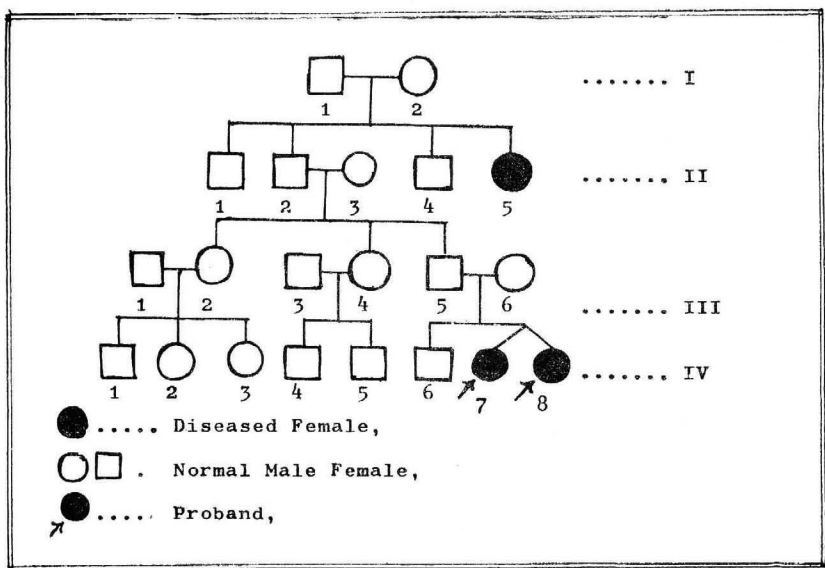 1 2 ....... I
1 2 3 4 5 ....... II
1 2 3 4 5 6 ....... III
1 2 3 4 5 6 7 8 ...... IV
..... Diseased Female,
. Normal Male Female,
..... Proband,